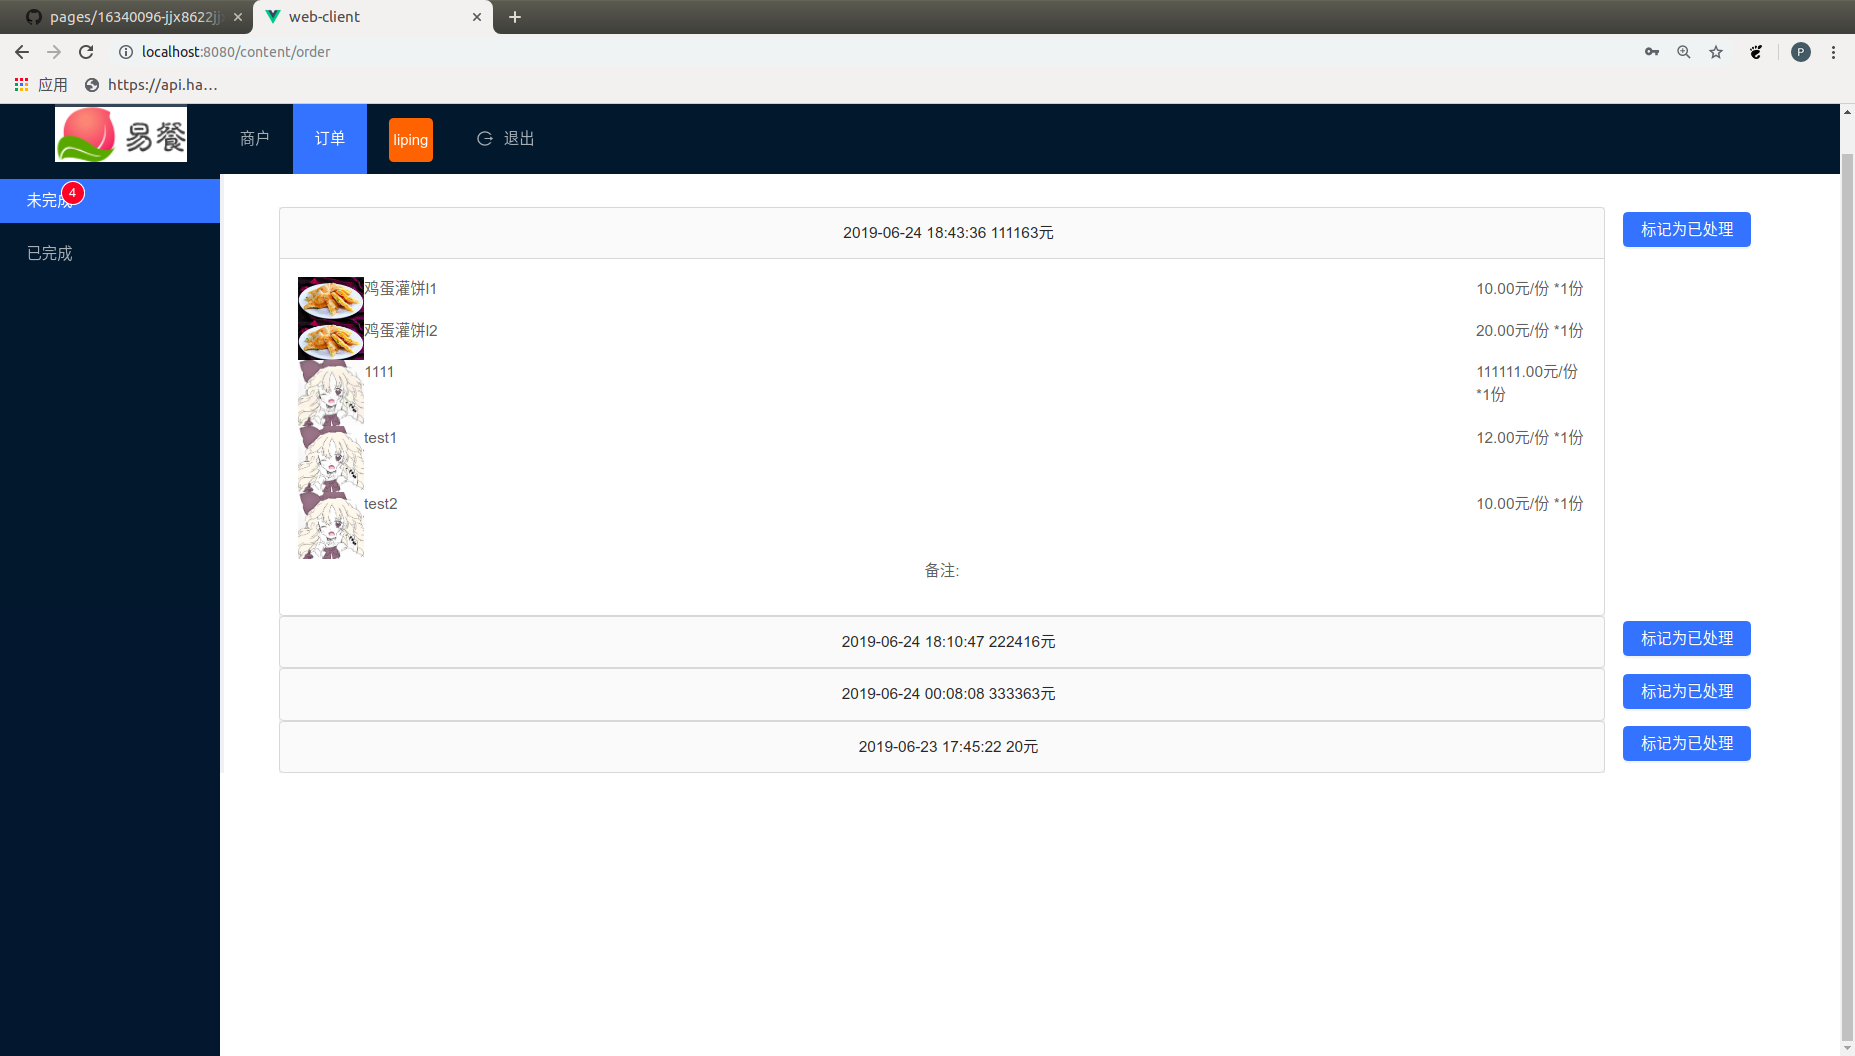 pages/16340096-jjx8622jj
web-client
localhost:8080/content/order
P
应用
https://api.ha…
易餐
商户
订单
liping
退出
未完成
4
已完成
2019-06-24 18:43:36 111163元
标记为已处理
鸡蛋灌饼l1
10.00元/份 *1份
鸡蛋灌饼l2
20.00元/份 *1份
1111
111111.00元/份
*1份
test1
12.00元/份 *1份
test2
10.00元/份 *1份
备注:
2019-06-24 18:10:47 222416元
标记为已处理
2019-06-24 00:08:08 333363元
标记为已处理
2019-06-23 17:45:22 20元
标记为已处理